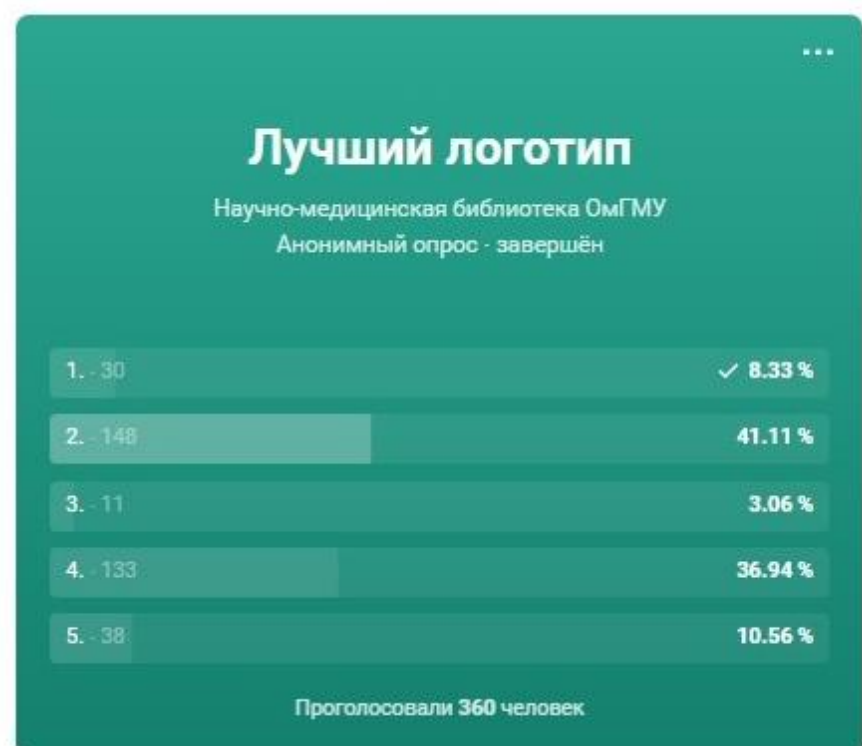 Лучший логотип
Научно-медицинская библиотека ОмГМУ
Анонимный опрос · завершён
1. · 30 8.33 %
2. · 148 41.11 %
3. · 11 3.06 %
4. · 133 36.94 %
5. · 38 10.56 %
Проголосовали 360 человек